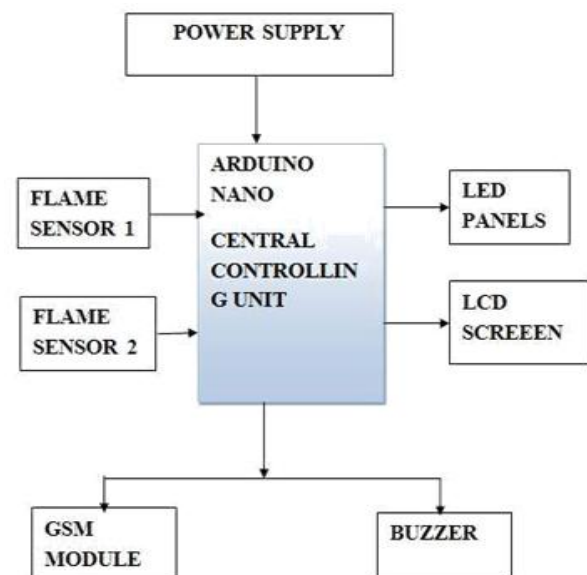 POWER SUPPLY
ARDUINO
NANO
CENTRAL
CONTROLLIN
G UNIT
FLAME
SENSOR 1
FLAME
SENSOR 2
LED
PANELS
LCD
SCREEEN
GSM
MODULE
BUZZER